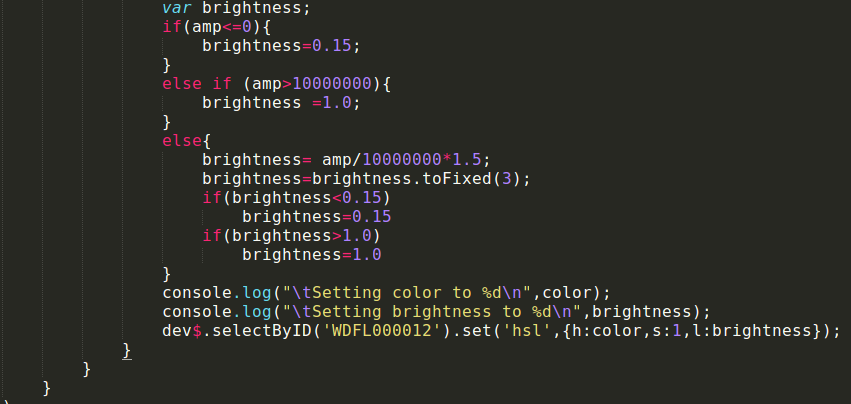 var brightness;
if(amp<=0){
brightness=0.15;
}
else if (amp>10000000){
brightness =1.0;
}
else{
brightness= amp/10000000*1.5;
brightness=brightness.toFixed(3);
if(brightness<0.15)
brightness=0.15
if(brightness>1.0)
brightness=1.0
}
console.log("\tSetting color to %d\n",color);
console.log("\tSetting brightness to %d\n",brightness);
dev$.selectByID('WDFL000012').set('hsl',{h:color,s:1,l:brightness});
}
}
}